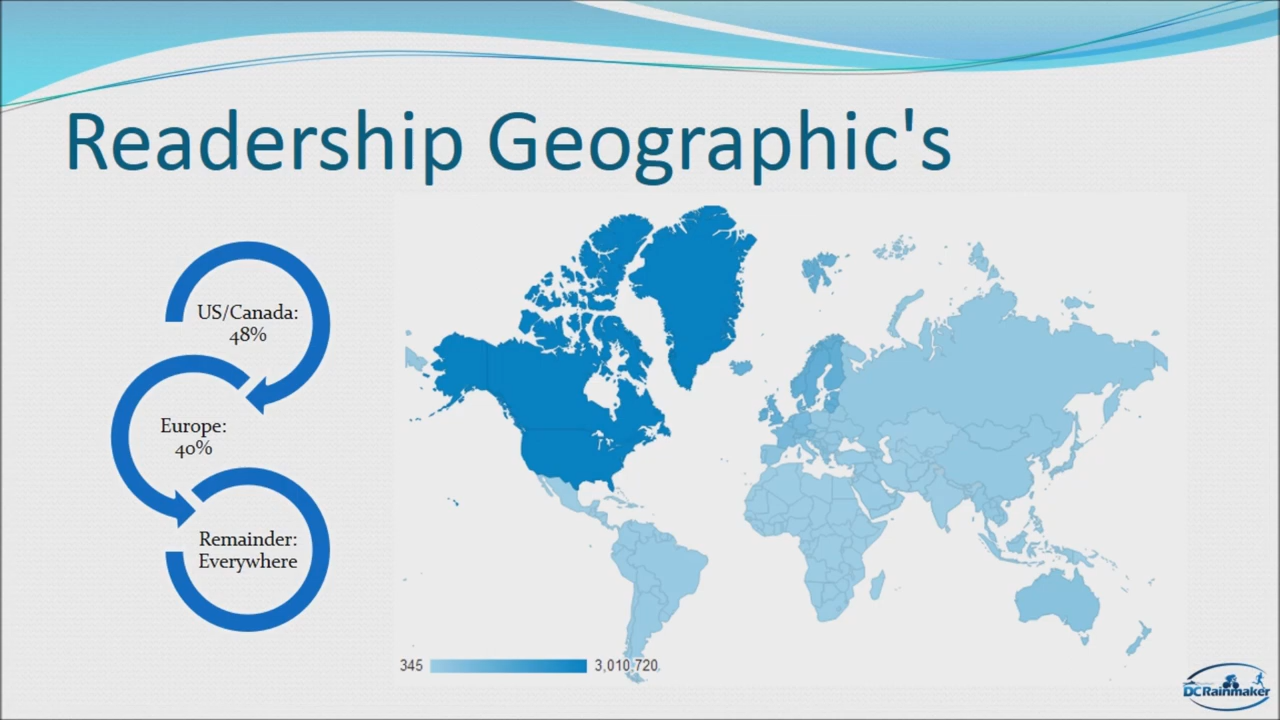 Readership Geographic's
US/Canada:
48%
Europe:
40%
Remainder:
Everywhere
345
3,010,720
DCRainmaker